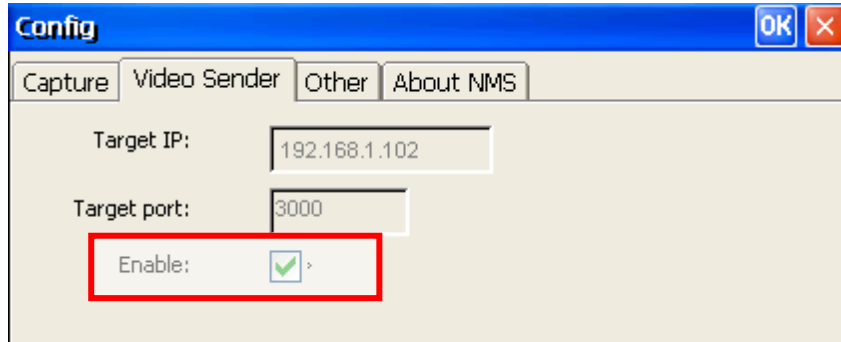 Config OK
Capture Video Sender Other About NMS
Target IP: 192.168.1.102
Target port: 3000
Enable: